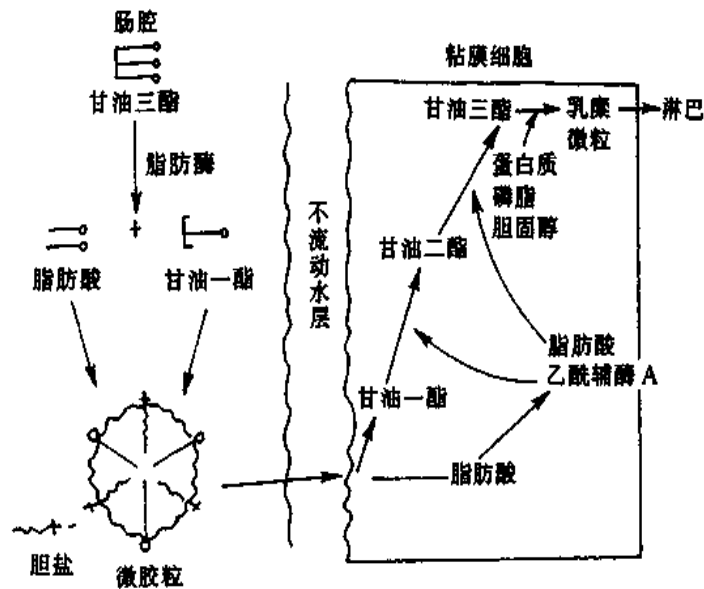 肠腔
甘油三酯
脂肪酶
+
脂肪酸
甘油一酯
胆盐
微胶粒
不流动水层
粘膜细胞
甘油三酯
乳糜
微粒
淋巴
蛋白质
磷脂
胆固醇
甘油二酯
脂肪酸
乙酰辅酶 A
甘油一酯
脂肪酸